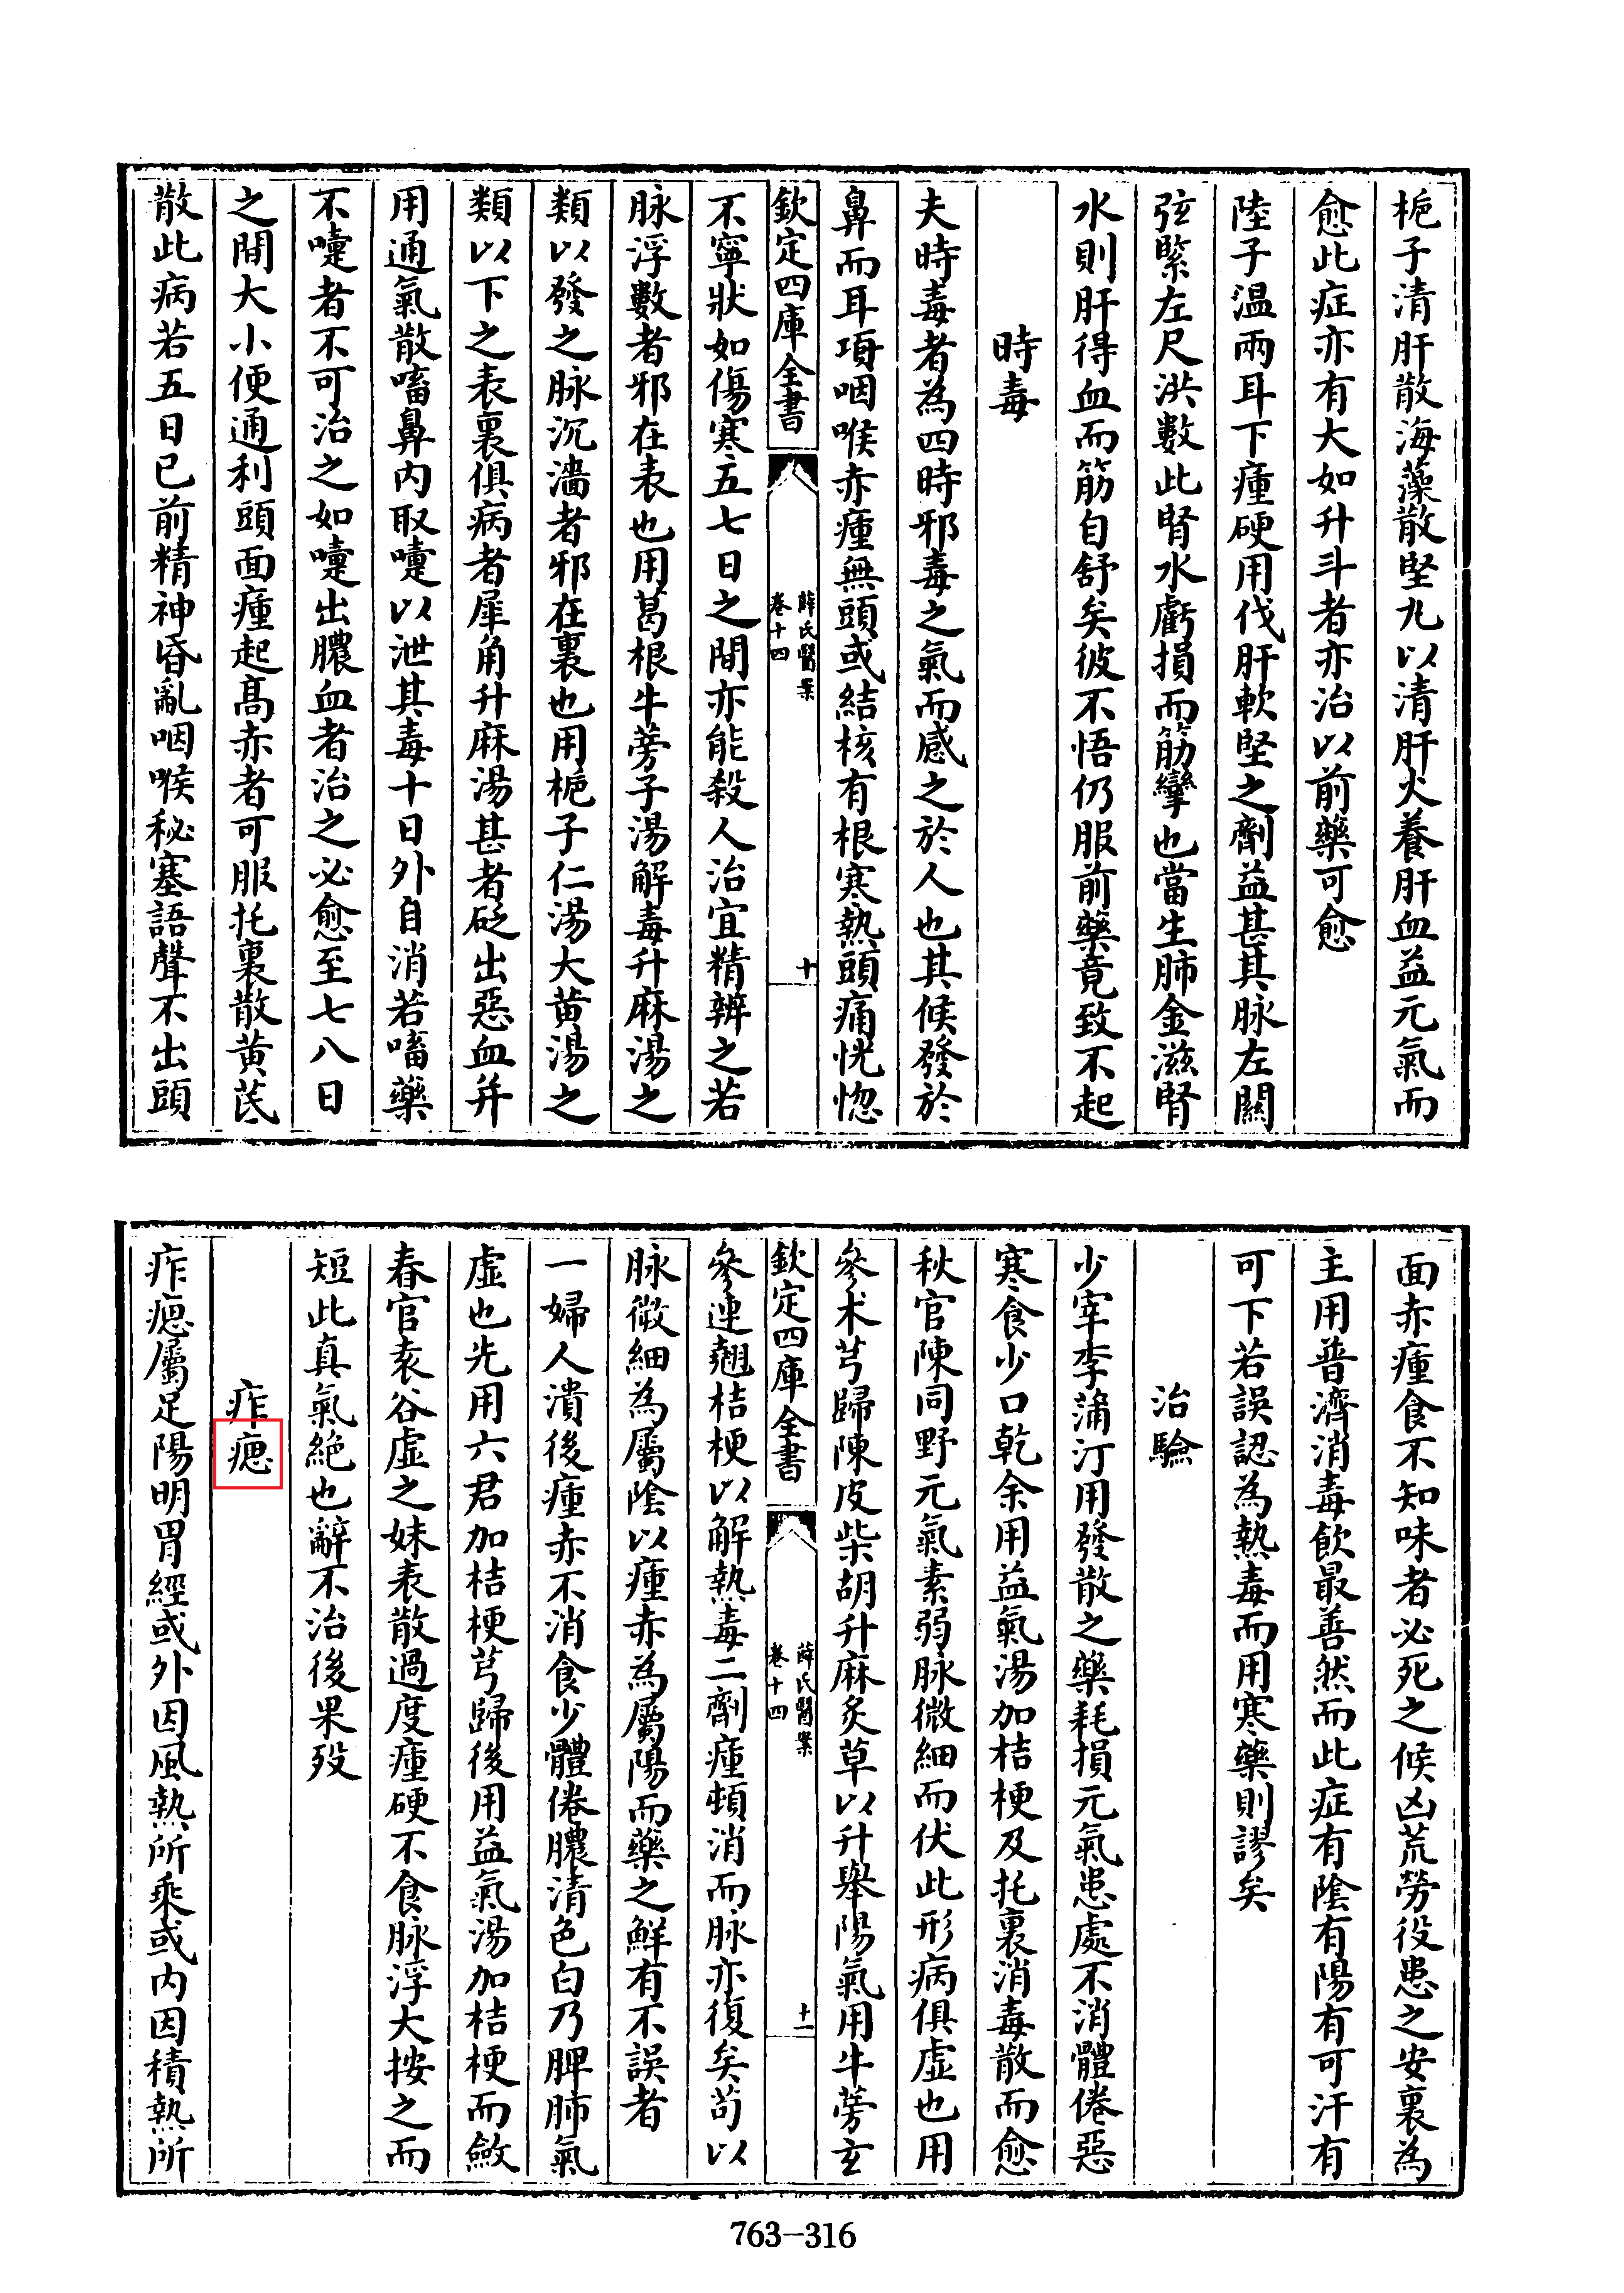 梔子清肝散海藻散堅丸以清肝火養肝血益元氣而
愈此症亦有大如升斗者亦治以前藥可愈
陸子温兩耳下瘇硬用伐肝軟堅之劑益甚其脉左關
弦緊左尺洪數此腎水虧損而筋攣也當生肺金滋腎
水則肝得血而筋自舒矣彼不悟仍服前藥竟致不起
時毒
夫時毒者為四時邪毒之氣而感之於人也其候發於
鼻而耳項咽喉赤瘇無頭或結核有根寒熱頭痛恍惚
欽定四庫全書
薛氏醫案
卷十四
十
不寧狀如傷寒五七日之間亦能殺人治宜精辨之若
脉浮數者邪在表也用葛根牛蒡子湯解毒升麻湯之
類以發之脉沉濇者邪在裏也用梔子仁湯大黄湯之
類以下之表裏俱病者犀角升麻湯甚者砭出惡血并
用通氣散㗜鼻内取嚏以泄其毒十日外自消若㗜藥
不嚏者不可治之如嚏出膿血者治之必愈至七八日
之間大小便通利頭面瘇起髙赤者可服托裏散黄芪
散此病若五日已前精神昏亂咽喉秘塞語聲不出頭
面赤瘇食不知味者必死之候凶荒勞役患之安裏為
主用普濟消毒飲最善然而此症有陰有陽有可汗有
可下若誤認為熱毒而用寒藥則謬矣
治驗
少宰李蒲汀用發散之藥耗損元氣患處不消體倦惡
寒食少口乾余用益氣湯加桔梗及托裏消毒散而愈
秋官陳同野元氣素弱脉微細而伏此形病俱虚也用
參术芎歸陳皮柴胡升麻炙草以升舉陽氣用牛蒡玄
欽定四庫全書
薛氏醫案
卷十四
十一
參連翹桔梗以解熱毒二劑瘇頓消而脉亦復矣苟以
脉微細為屬陰以瘇赤為屬陽而藥之鮮有不誤者
一婦人潰後瘇赤不消食少體倦膿清色白乃脾肺氣
虚也先用六君加桔梗芎歸後用益氣湯加桔梗而斂
春官袁谷虚之妹表散過度瘇硬不食脉浮大按之而
短此真氣絶也辭不治後果歿
痄瘛
痄瘛屬足陽明胃經或外因風熱所乘或内因積熱所
763-316